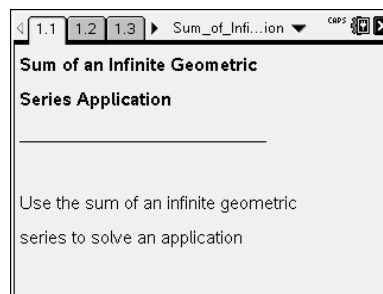 1.1 1.2 1.3 Sum_of_Infi...ion CAPS
Sum of an Infinite Geometric
Series Application
Use the sum of an infinite geometric
series to solve an application